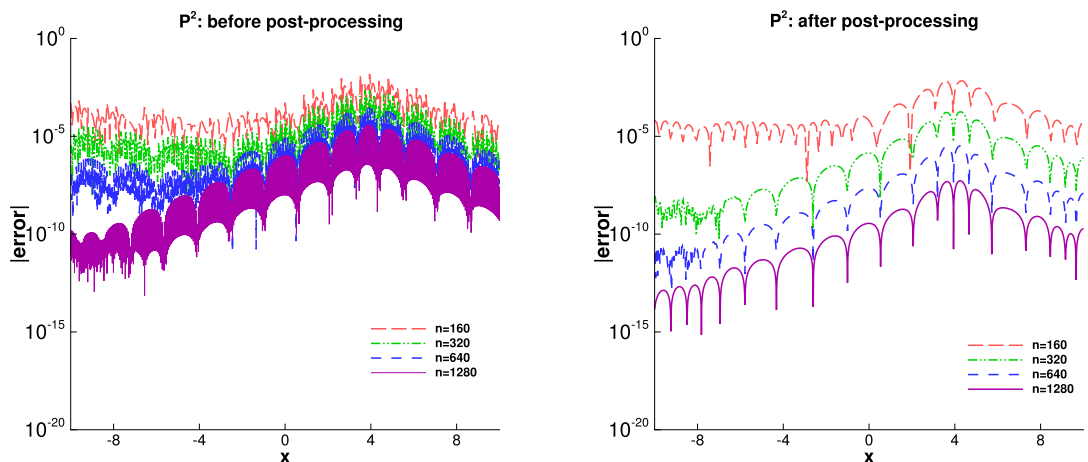 P²: before post-processing
10⁰
10⁻⁵
10⁻¹⁰
10⁻¹⁵
10⁻²⁰
|error|
n=160
n=320
n=640
n=1280
-8 -4 0 4 8
x
P²: after post-processing
10⁰
10⁻⁵
10⁻¹⁰
10⁻¹⁵
10⁻²⁰
|error|
n=160
n=320
n=640
n=1280
-8 -4 0 4 8
x